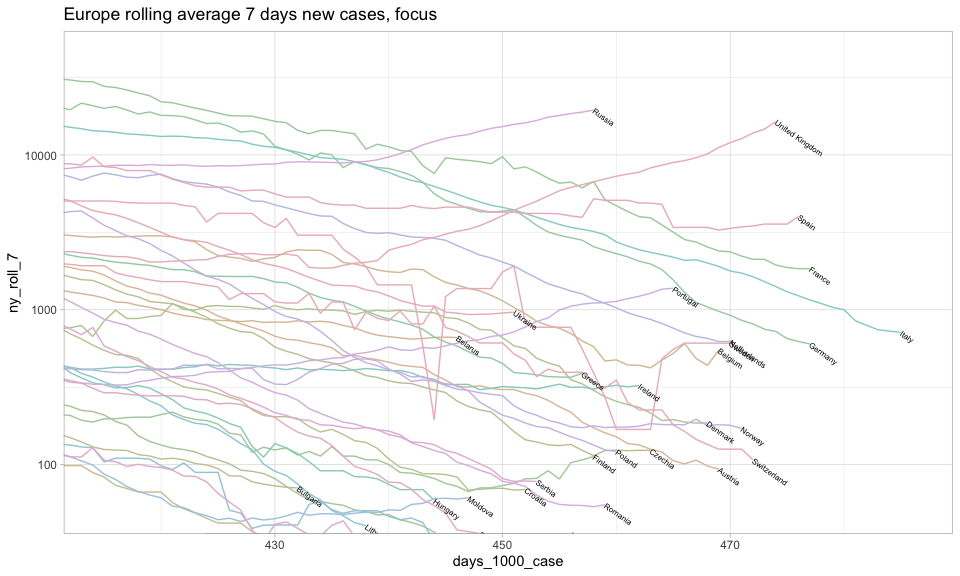 Europe rolling average 7 days new cases, focus
ny_roll_7
10000
1000
100
Russia
United Kingdom
Spain
France
Portugal
Italy
Ukraine
Germany
Belgium
Belarus
Greece
Ireland
Denmark
Norway
Switzerland
Finland
Poland
Czechia
Austria
Serbia
Croatia
Romania
Bulgaria
Hungary
Moldova
430
450
470
days_1000_case